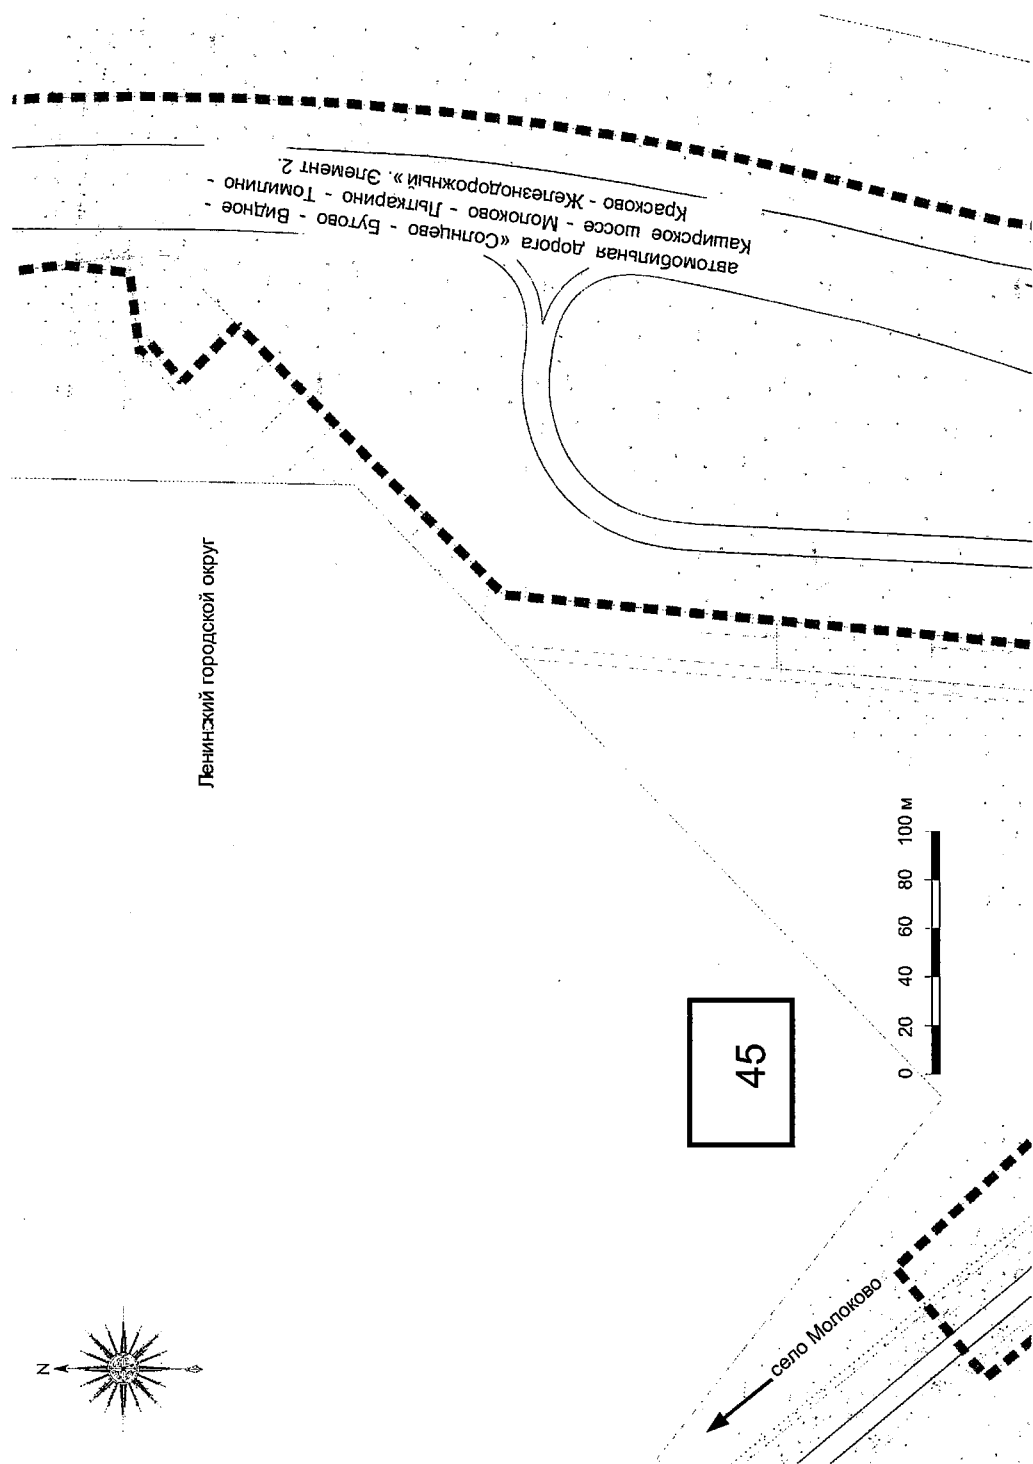 автомобильная дорога «Солнцево - Бутово - Видное -
Каширское шоссе - Молоково - Лыткарино - Томилино -
Красково - Железнодорожный». Элемент 2.
Ленинский городской округ
0 20 40 60 80 100 м
45
село Молоково
N